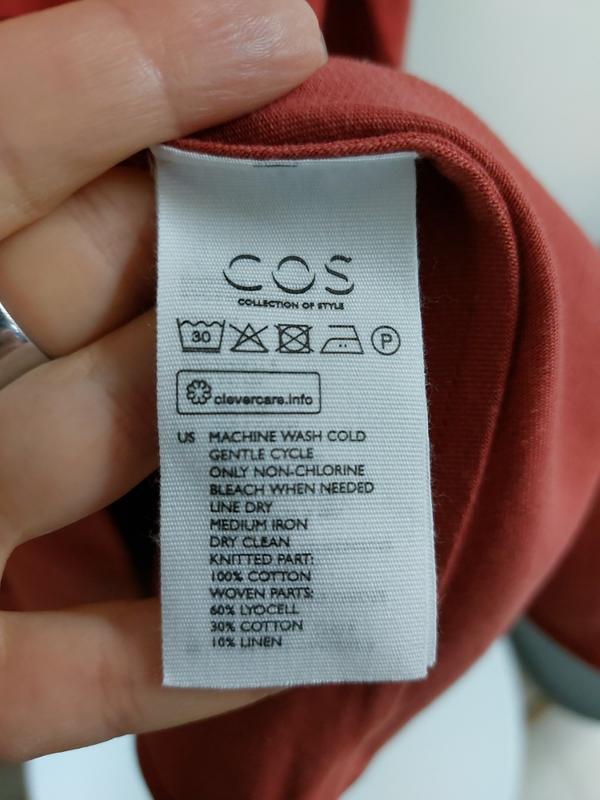 COS
COLLECTION OF STYLE
30 P
clevercare.info
US MACHINE WASH COLD
GENTLE CYCLE
ONLY NON-CHLORINE
BLEACH WHEN NEEDED
LINE DRY
MEDIUM IRON
DRY CLEAN
KNITTED PART:
100% COTTON
WOVEN PARTS:
60% LYOCELL
30% COTTON
10% LINEN